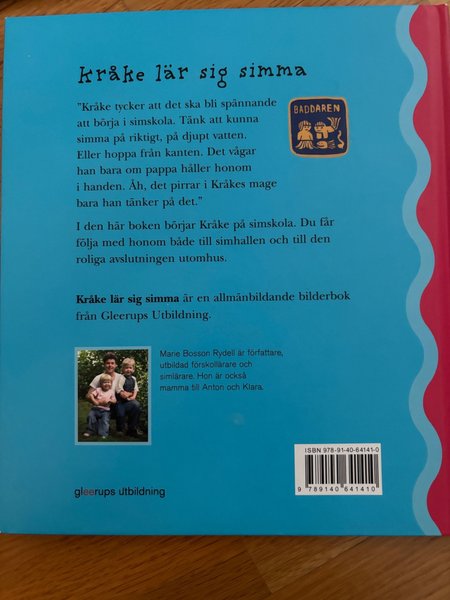 kråke lär sig simma
"Kråke tycker att det ska bli spännande
att börja i simskola. Tänk att kunna
simma på riktigt, på djupt vatten.
Eller hoppa från kanten. Det vågar
han bara om pappa håller honom
i handen. Åh, det pirrar i Kråkes mage
bara han tänker på det."
BADDAREN
I den här boken börjar Kråke på simskola. Du får
följa med honom både till simhallen och till den
roliga avslutningen utomhus.
Kråke lär sig simma är en allmänbildande bilderbok
från Gleerups Utbildning.
Marie Bosson Rydell är författare,
utbildad förskollärare och
simlärare. Hon är också
mamma till Anton och Klara.
ISBN 978-91-40-64141-0
9 789140 641410
gleerups utbildning